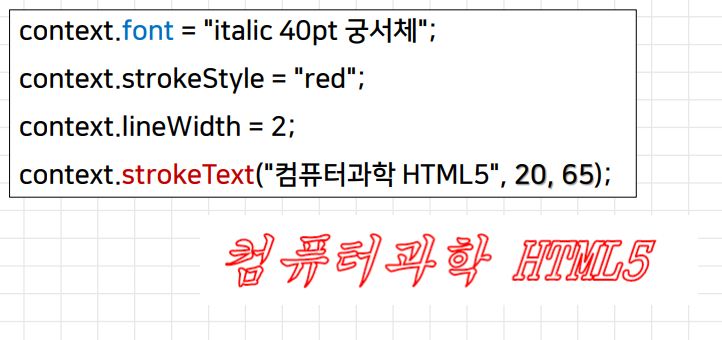 context.font = "italic 40pt 궁서체";
context.strokeStyle = "red";
context.lineWidth = 2;
context.strokeText("컴퓨터과학 HTML5", 20, 65);
컴퓨터과학 HTML5